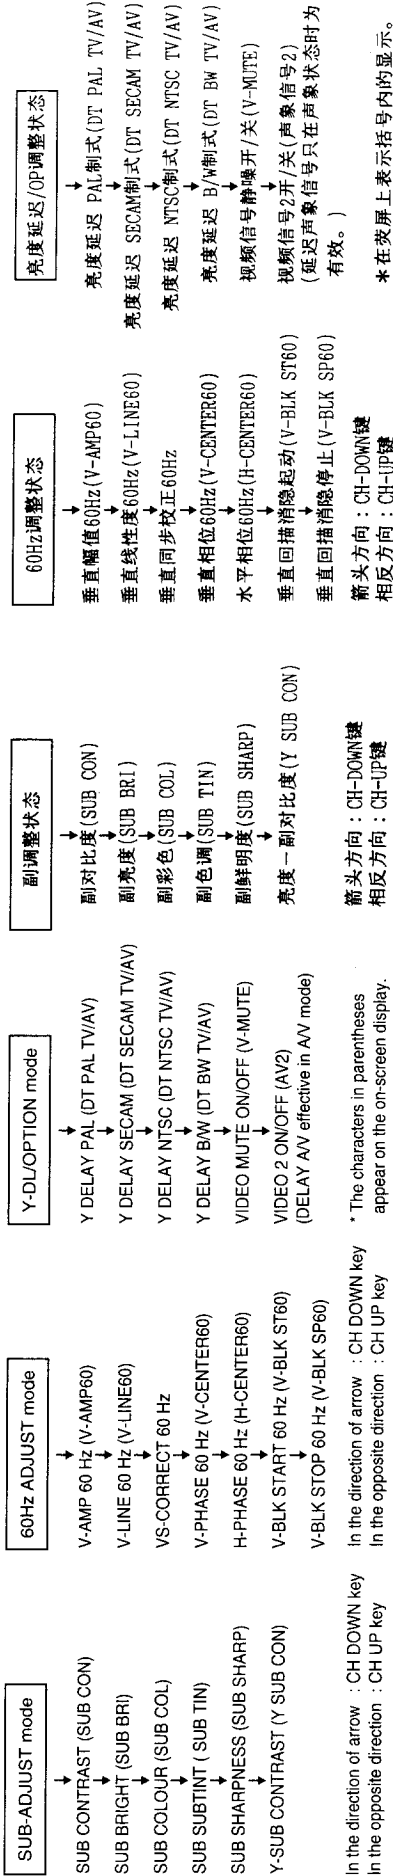 SUB-ADJUST mode
SUB CONTRAST (SUB CON)
SUB BRIGHT (SUB BRI)
SUB COLOUR (SUB COL)
SUB SUBTINT ( SUB TIN)
SUB SHARPNESS (SUB SHARP)
Y-SUB CONTRAST (Y SUB CON)
In the direction of arrow : CH DOWN key
In the opposite direction : CH UP key
60Hz ADJUST mode
V-AMP 60 Hz (V-AMP60)
V-LINE 60 Hz (V-LINE60)
VS-CORRECT 60 Hz
V-PHASE 60 Hz (V-CENTER60)
H-PHASE 60 Hz (H-CENTER60)
V-BLK START 60 Hz (V-BLK ST60)
V-BLK STOP 60 Hz (V-BLK SP60)
In the direction of arrow : CH DOWN key
In the opposite direction : CH UP key
Y-DL/OPTION mode
Y DELAY PAL (DT PAL TV/AV)
Y DELAY SECAM (DT SECAM TV/AV)
Y DELAY NTSC (DT NTSC TV/AV)
Y DELAY B/W (DT BW TV/AV)
VIDEO MUTE ON/OFF (V-MUTE)
VIDEO 2 ON/OFF (AV2)
(DELAY A/V effective in A/V mode)
* The characters in parentheses
appear on the on-screen display.
副调整状态
副对比度(SUB CON)
副亮度(SUB BRI)
副彩色(SUB COL)
副色调(SUB TIN)
副鲜明度(SUB SHARP)
亮度－副对比度(Y SUB CON)
箭头方向：CH-DOWN键
相反方向：CH-UP键
60Hz调整状态
垂直幅值60Hz(V-AMP60)
垂直线性度60Hz(V-LINE60)
垂直同步校正60Hz
垂直相位60Hz(V-CENTER60)
水平相位60Hz(H-CENTER60)
垂直回描消隐起动(V-BLK ST60)
垂直回描消隐停止(V-BLK SP60)
箭头方向：CH-DOWN键
相反方向：CH-UP键
亮度延迟/OP调整状态
亮度延迟 PAL制式(DT PAL TV/AV)
亮度延迟 SECAM制式(DT SECAM TV/AV)
亮度延迟 NTSC制式(DT NTSC TV/AV)
亮度延迟 B/W制式(DT BW TV/AV)
视频信号静噪开/关(V-MUTE)
视频信号2开/关(声象信号2)
(延迟声象信号只在声象状态时为
有效。)
*在荧屏上表示括号内的显示。